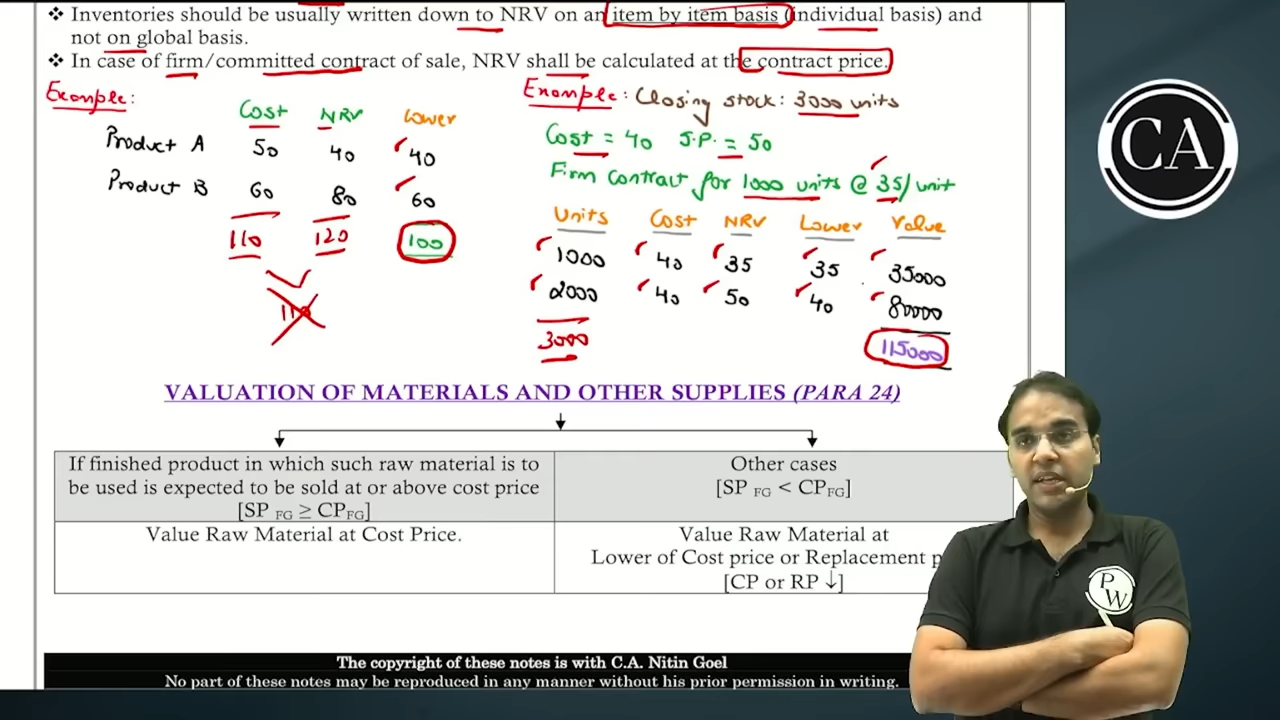 ❖ Inventories should be usually written down to NRV on an item by item basis (individual basis) and
not on global basis.
❖ In case of firm/committed contract of sale, NRV shall be calculated at the contract price.
Example:
Cost NRV Lower
Product A 50 40 40
Product B 60 80 60
110 120 100
110
Example: Closing stock: 3000 units
Cost = 40 S.P. = 50
Firm contract for 1000 units @ 35/unit
Units Cost NRV Lower Value
1000 40 35 35 35000
2000 40 50 40 80000
3000 115000
VALUATION OF MATERIALS AND OTHER SUPPLIES (PARA 24)
If finished product in which such raw material is to
be used is expected to be sold at or above cost price
[SP FG ≥ CPFG]
Other cases
[SP FG < CPFG]
Value Raw Material at Cost Price.
Value Raw Material at
Lower of Cost price or Replacement p
[CP or RP ↓]
The copyright of these notes is with C.A. Nitin Goel
No part of these notes may be reproduced in any manner without his prior permission in writing.
CA
P
W